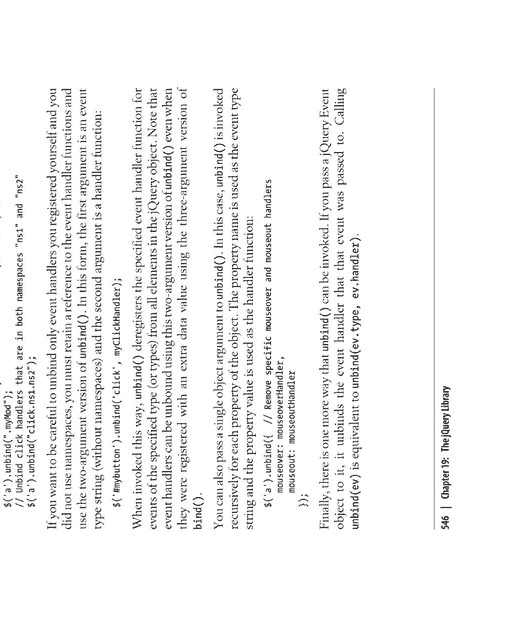 $('a').unbind(".myMod");
// Unbind click handlers that are in both namespaces "ns1" and "ns2"
$('a').unbind("click.ns1.ns2");
If you want to be careful to unbind only event handlers you registered yourself and you
did not use namespaces, you must retain a reference to the event handler functions and
use the two-argument version of unbind(). In this form, the first argument is an event
type string (without namespaces) and the second argument is a handler function:
$('#mybutton').unbind('click', myClickHandler);
When invoked this way, unbind() deregisters the specified event handler function for
events of the specified type (or types) from all elements in the jQuery object. Note that
event handlers can be unbound using this two-argument version of unbind() even when
they were registered with an extra data value using the three-argument version of
bind().
You can also pass a single object argument to unbind(). In this case, unbind() is invoked
recursively for each property of the object. The property name is used as the event type
string and the property value is used as the handler function:
$('a').unbind({ // Remove specific mouseover and mouseout handlers
mouseover: mouseoverHandler,
mouseout: mouseoutHandler
});
Finally, there is one more way that unbind() can be invoked. If you pass a jQuery Event
object to it, it unbinds the event handler that that event was passed to. Calling
unbind(ev) is equivalent to unbind(ev.type, ev.handler).
546 | Chapter 19: The jQuery Library